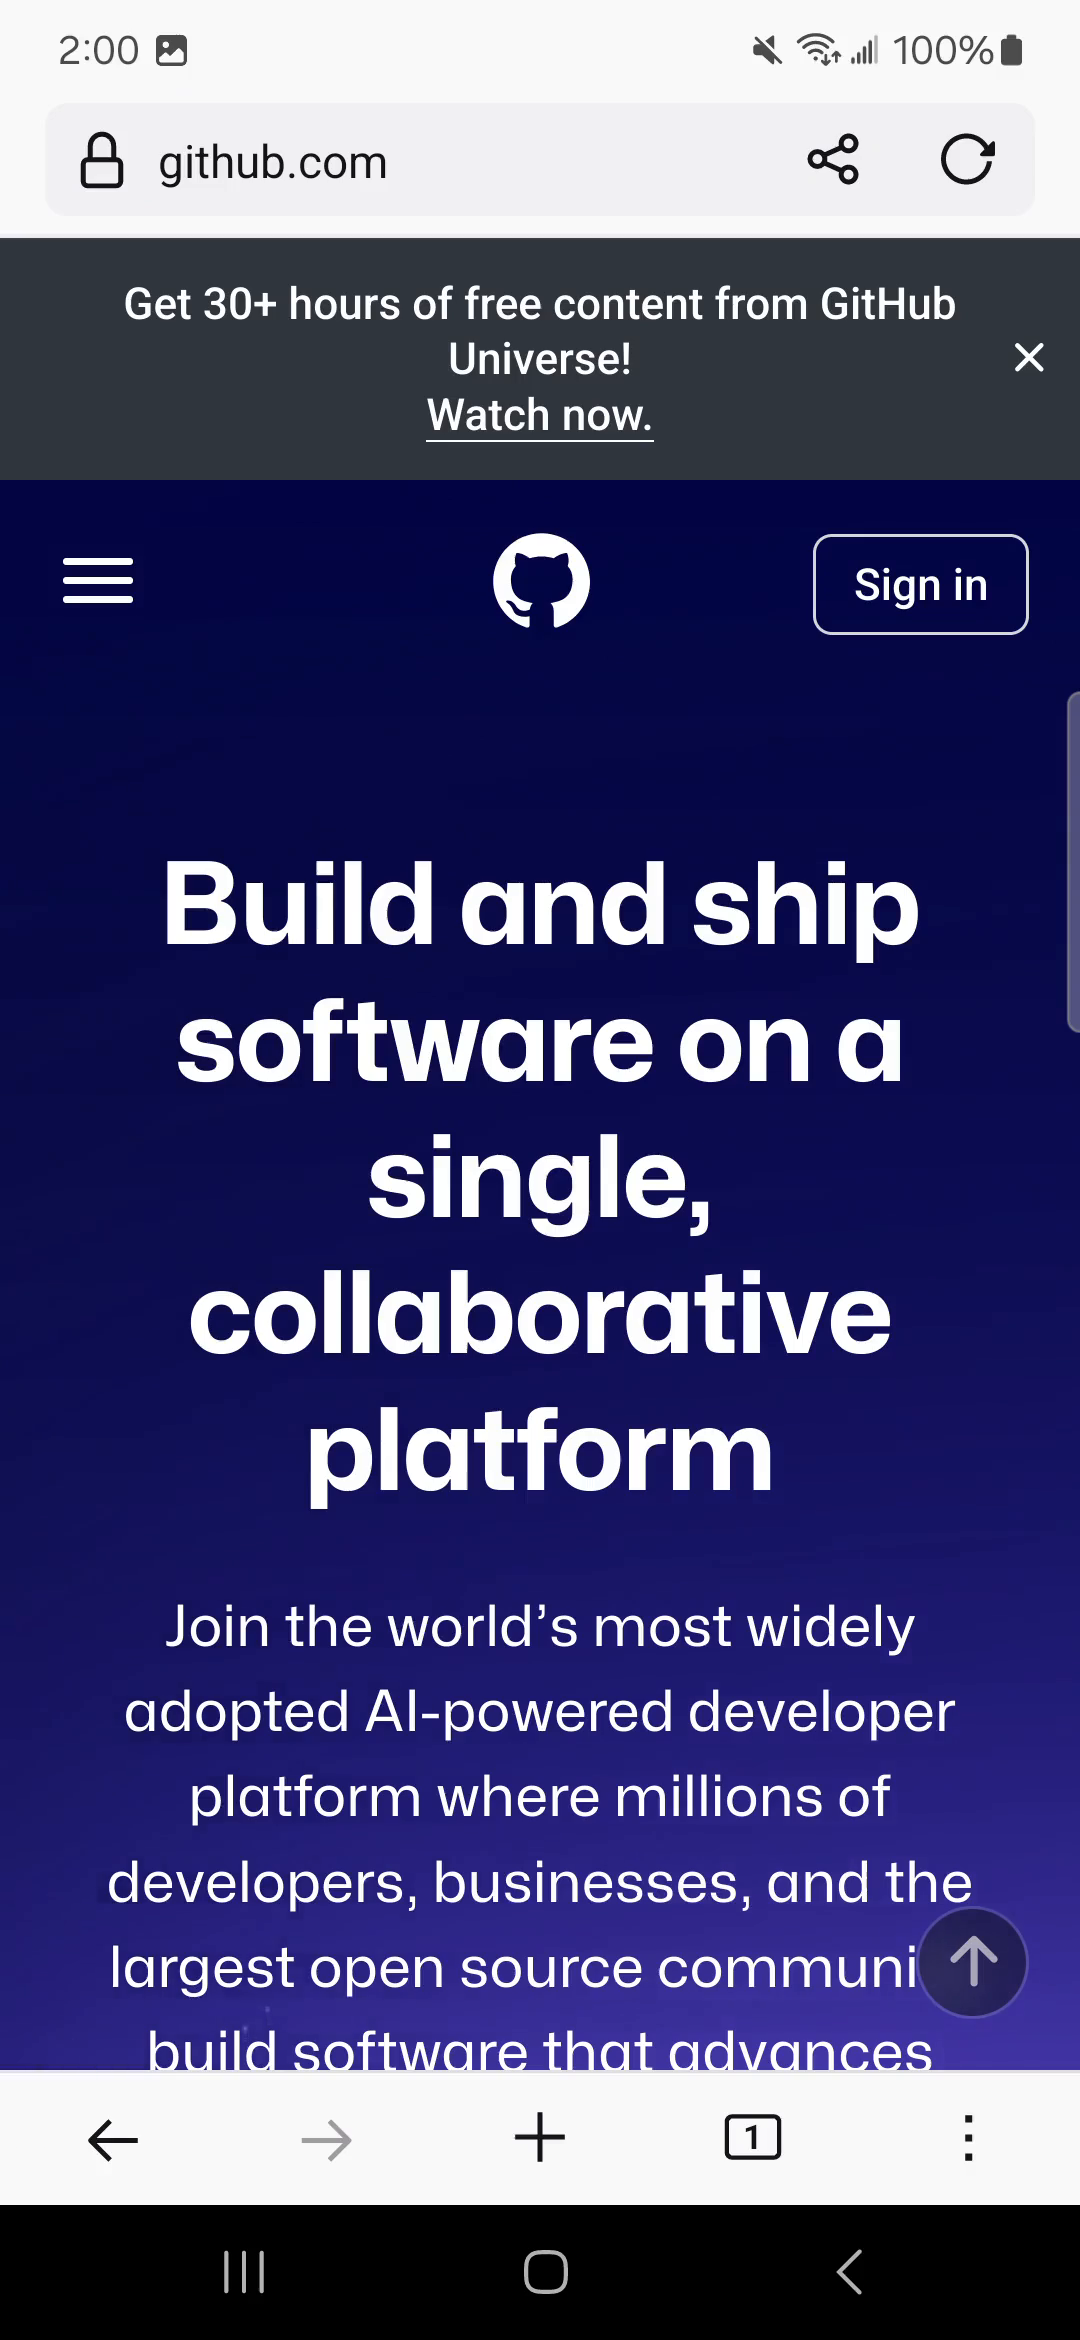 2:00
100%
github.com
Get 30+ hours of free content from GitHub
Universe!
Watch now.
Sign in
Build and ship
software on a
single,
collaborative
platform
Join the world’s most widely
adopted AI-powered developer
platform where millions of
developers, businesses, and the
largest open source communi
build software that advances
1